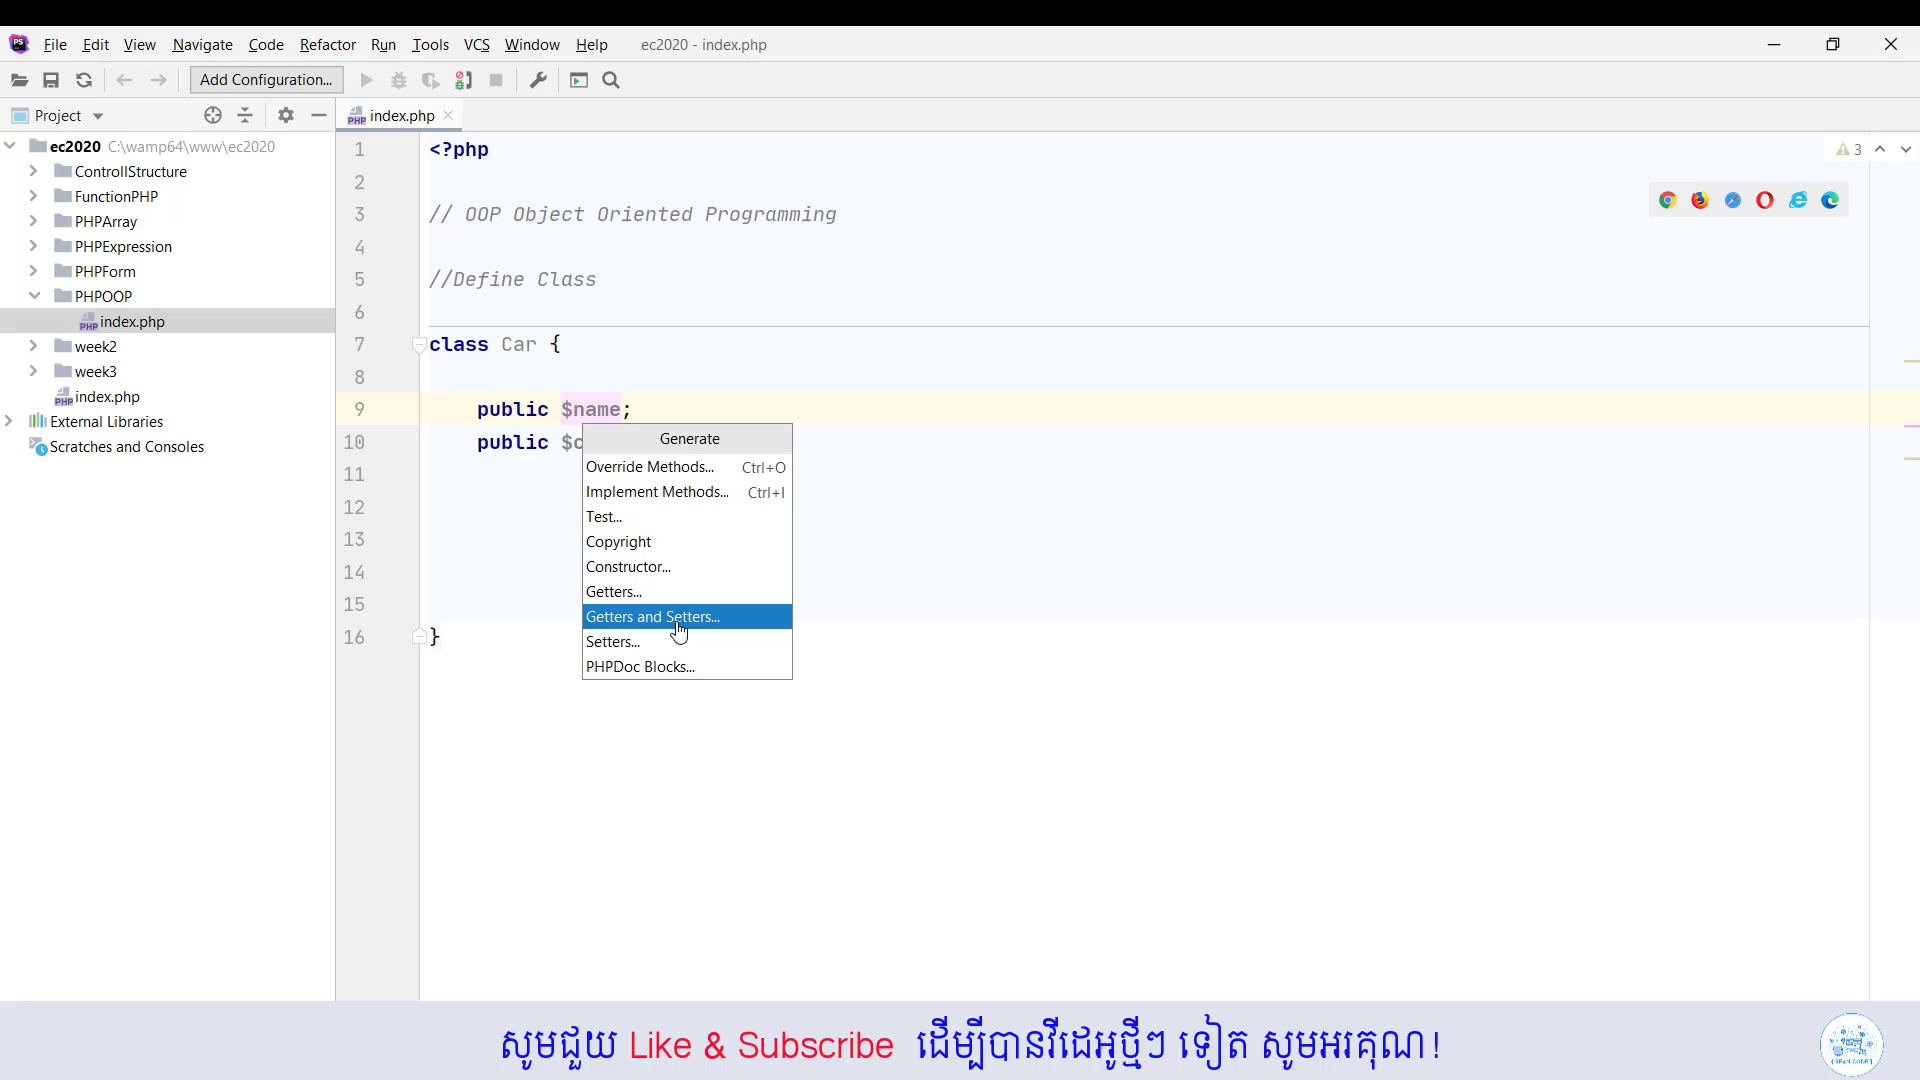 File Edit View Navigate Code Refactor Run Tools VCS Window Help ec2020 - index.php
Add Configuration...
Project
index.php
ec2020 C:\wamp64\www\ec2020
ControllStructure
FunctionPHP
PHPArray
PHPExpression
PHPForm
PHPOOP
index.php
week2
week3
index.php
External Libraries
Scratches and Consoles
3
1 <?php
2
3 // OOP Object Oriented Programming
4
5 //Define Class
6
7 class Car {
8
9 public $name;
10 public $c
11
12
13
14
15
16 }
Generate
Override Methods... Ctrl+O
Implement Methods... Ctrl+I
Test...
Copyright
Constructor...
Getters...
Getters and Setters...
Setters...
PHPDoc Blocks...
សូមជួយ Like & Subscribe ដើម្បីបានវីដេអូថ្មីៗ ទៀត សូមអរគុណ!